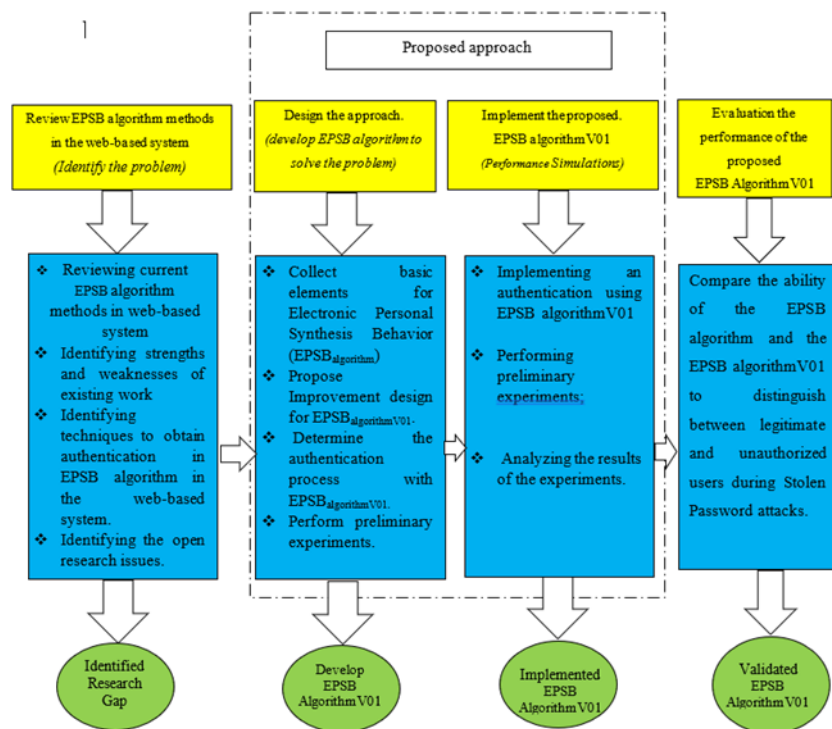 1
Proposed approach
Review EPSB algorithm methods
in the web-based system
(Identify the problem)
Design the approach.
(develop EPSB algorithm to
solve the problem)
Implement the proposed.
EPSB algorithm V01
(Performance Simulations)
Evaluation the
performance of the
proposed
EPSB Algorithm V01
❖ Reviewing current
EPSB algorithm
methods in web-based
system
❖ Identifying strengths
and weaknesses of
existing work
❖ Identifying
techniques to obtain
authentication in
EPSB algorithm in
the web-based
system.
❖ Identifying the open
research issues.
❖ Collect basic
elements for
Electronic Personal
Synthesis Behavior
(EPSBalgorithm)
❖ Propose
Improvement design
for EPSBalgorithmV01.
❖ Determine the
authentication
process with
EPSBalgorithmV01.
❖ Perform preliminary
experiments.
❖ Implementing an
authentication using
EPSB algorithm V01
❖ Performing
preliminary
experiments;
❖ Analyzing the results
of the experiments.
Compare the ability
of the EPSB
algorithm and the
EPSB algorithmV01
to distinguish
between legitimate
and unauthorized
users during Stolen
Password attacks.
Identified
Research
Gap
Develop
EPSB
Algorithm V01
Implemented
EPSB
Algorithm V01
Validated
EPSB
Algorithm V01